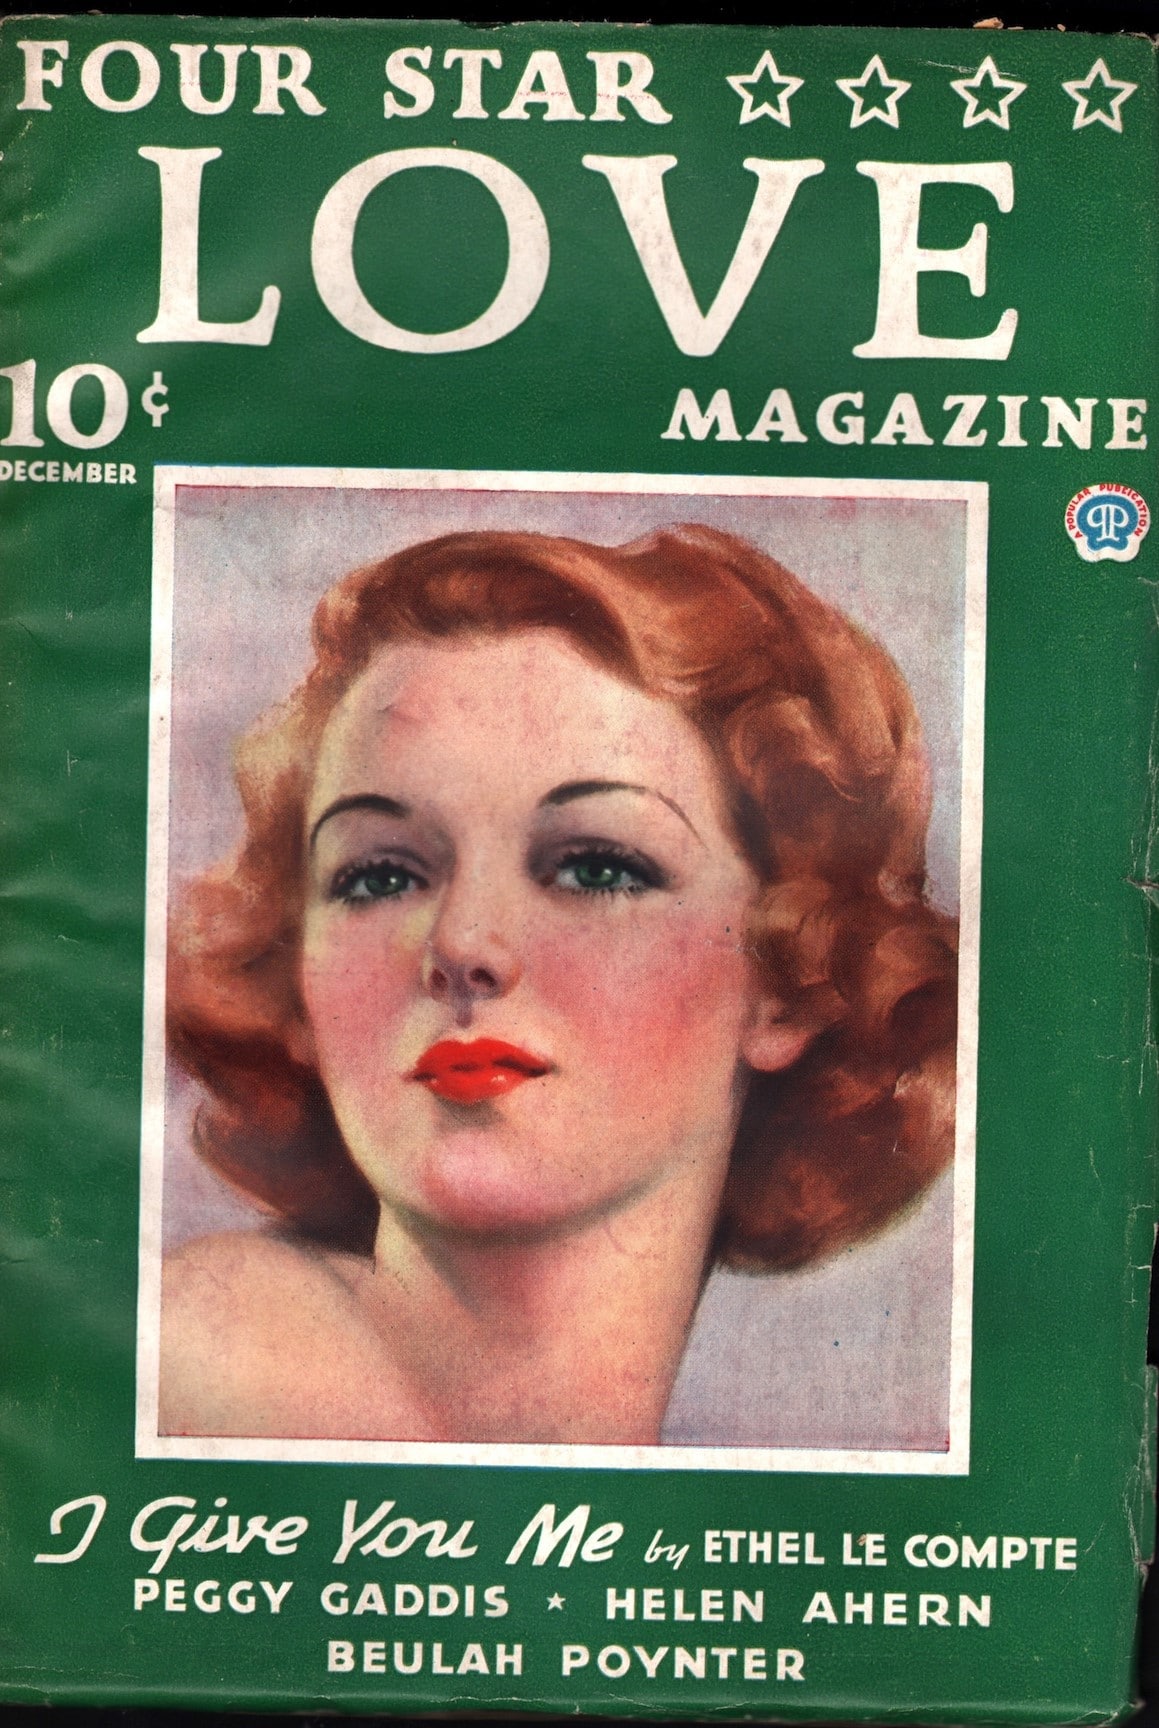 FOUR STAR ☆ ☆ ☆ ☆
LOVE
10¢
MAGAZINE
DECEMBER
A POPULAR PUBLICATION
PP
I Give You Me by ETHEL LE COMPTE
PEGGY GADDIS ★ HELEN AHERN
BEULAH POYNTER